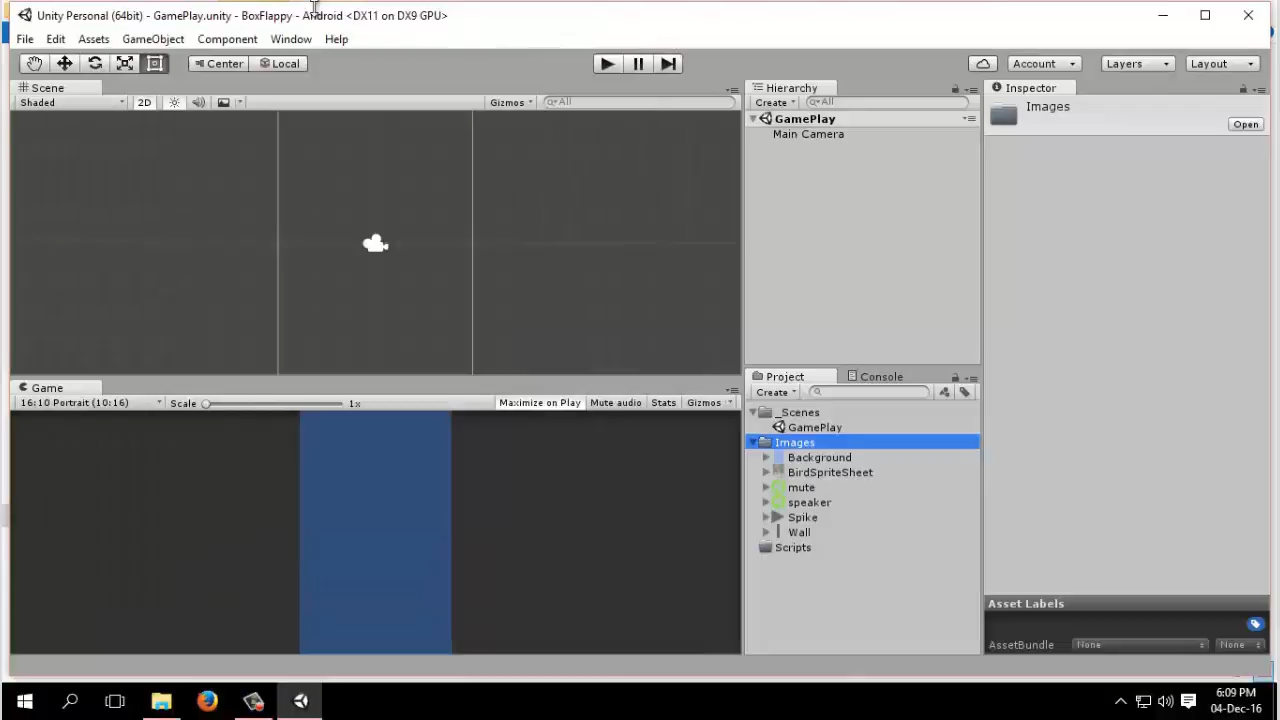 Unity Personal (64bit) - GamePlay.unity - BoxFlappy - Android <DX11 on DX9 GPU>
File Edit Assets GameObject Component Window Help
Center Local Account Layers Layout
Scene
Shaded 2D Gizmos All
Hierarchy
Create All
GamePlay
Main Camera
Inspector
Images
Open
Game
16:10 Portrait (10:16) Scale 1x Maximize on Play Mute audio Stats Gizmos
Project Console
Create
_Scenes
GamePlay
Images
Background
BirdSpriteSheet
mute
speaker
Spike
Wall
Scripts
Asset Labels
AssetBundle None None
6:09 PM
04-Dec-16